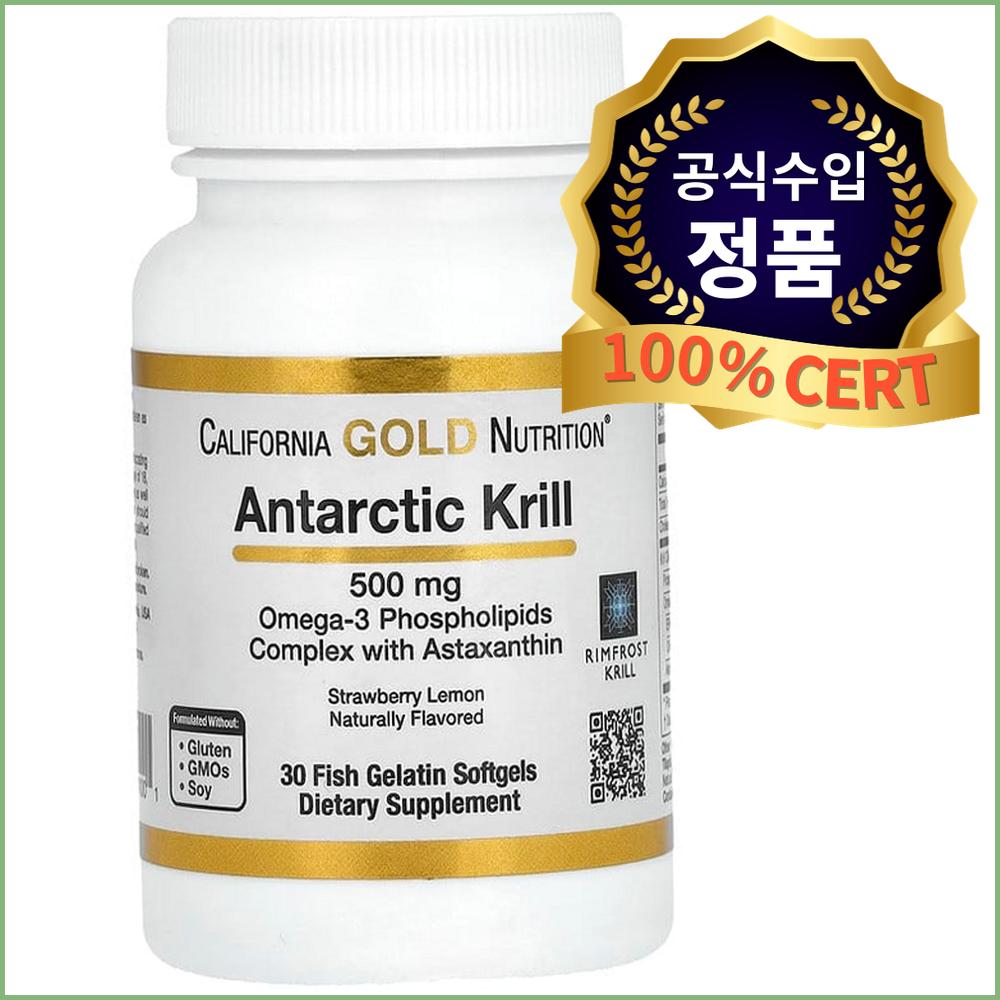 공식수입
정품
100% CERT
CALIFORNIA GOLD NUTRITION®
Antarctic Krill
500 mg
Omega-3 Phospholipids
Complex with Astaxanthin
RIMFROST
KRILL
Strawberry Lemon
Naturally Flavored
Formulated Without:
• Gluten
• GMOs
• Soy
30 Fish Gelatin Softgels
Dietary Supplement